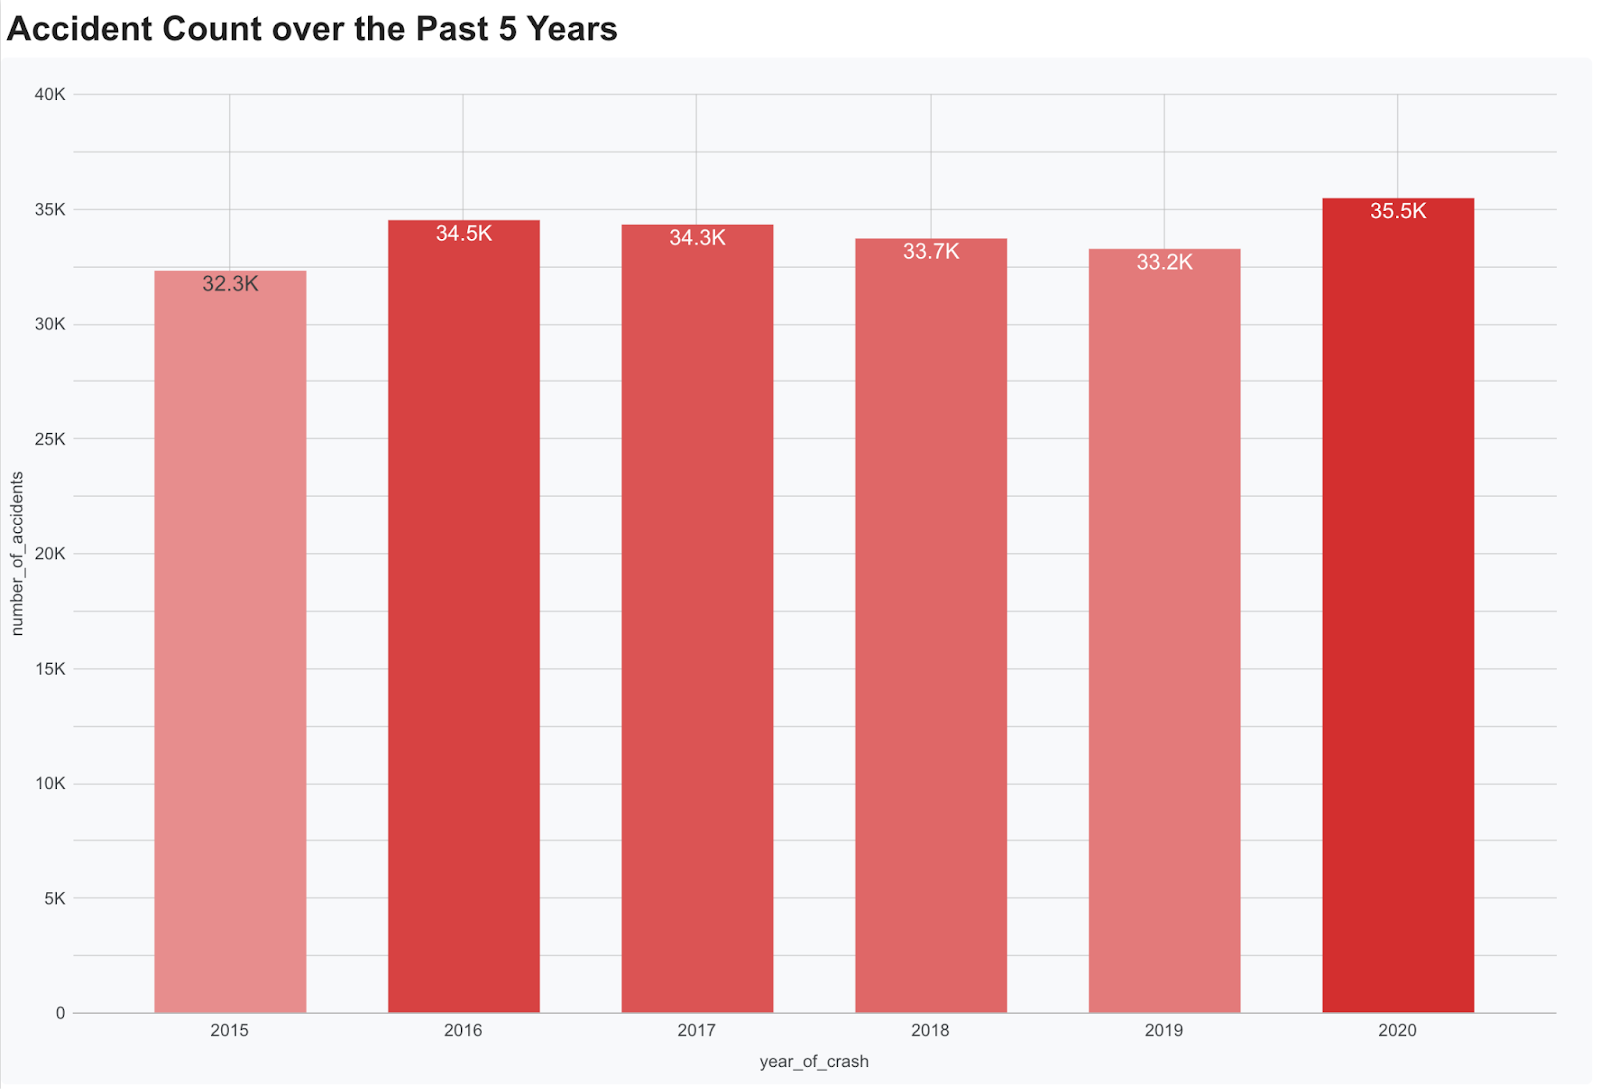 Accident Count over the Past 5 Years
40K
35K
30K
25K
20K
15K
10K
5K
0
number_of_accidents
32.3K
34.5K
34.3K
33.7K
33.2K
35.5K
2015 2016 2017 2018 2019 2020
year_of_crash